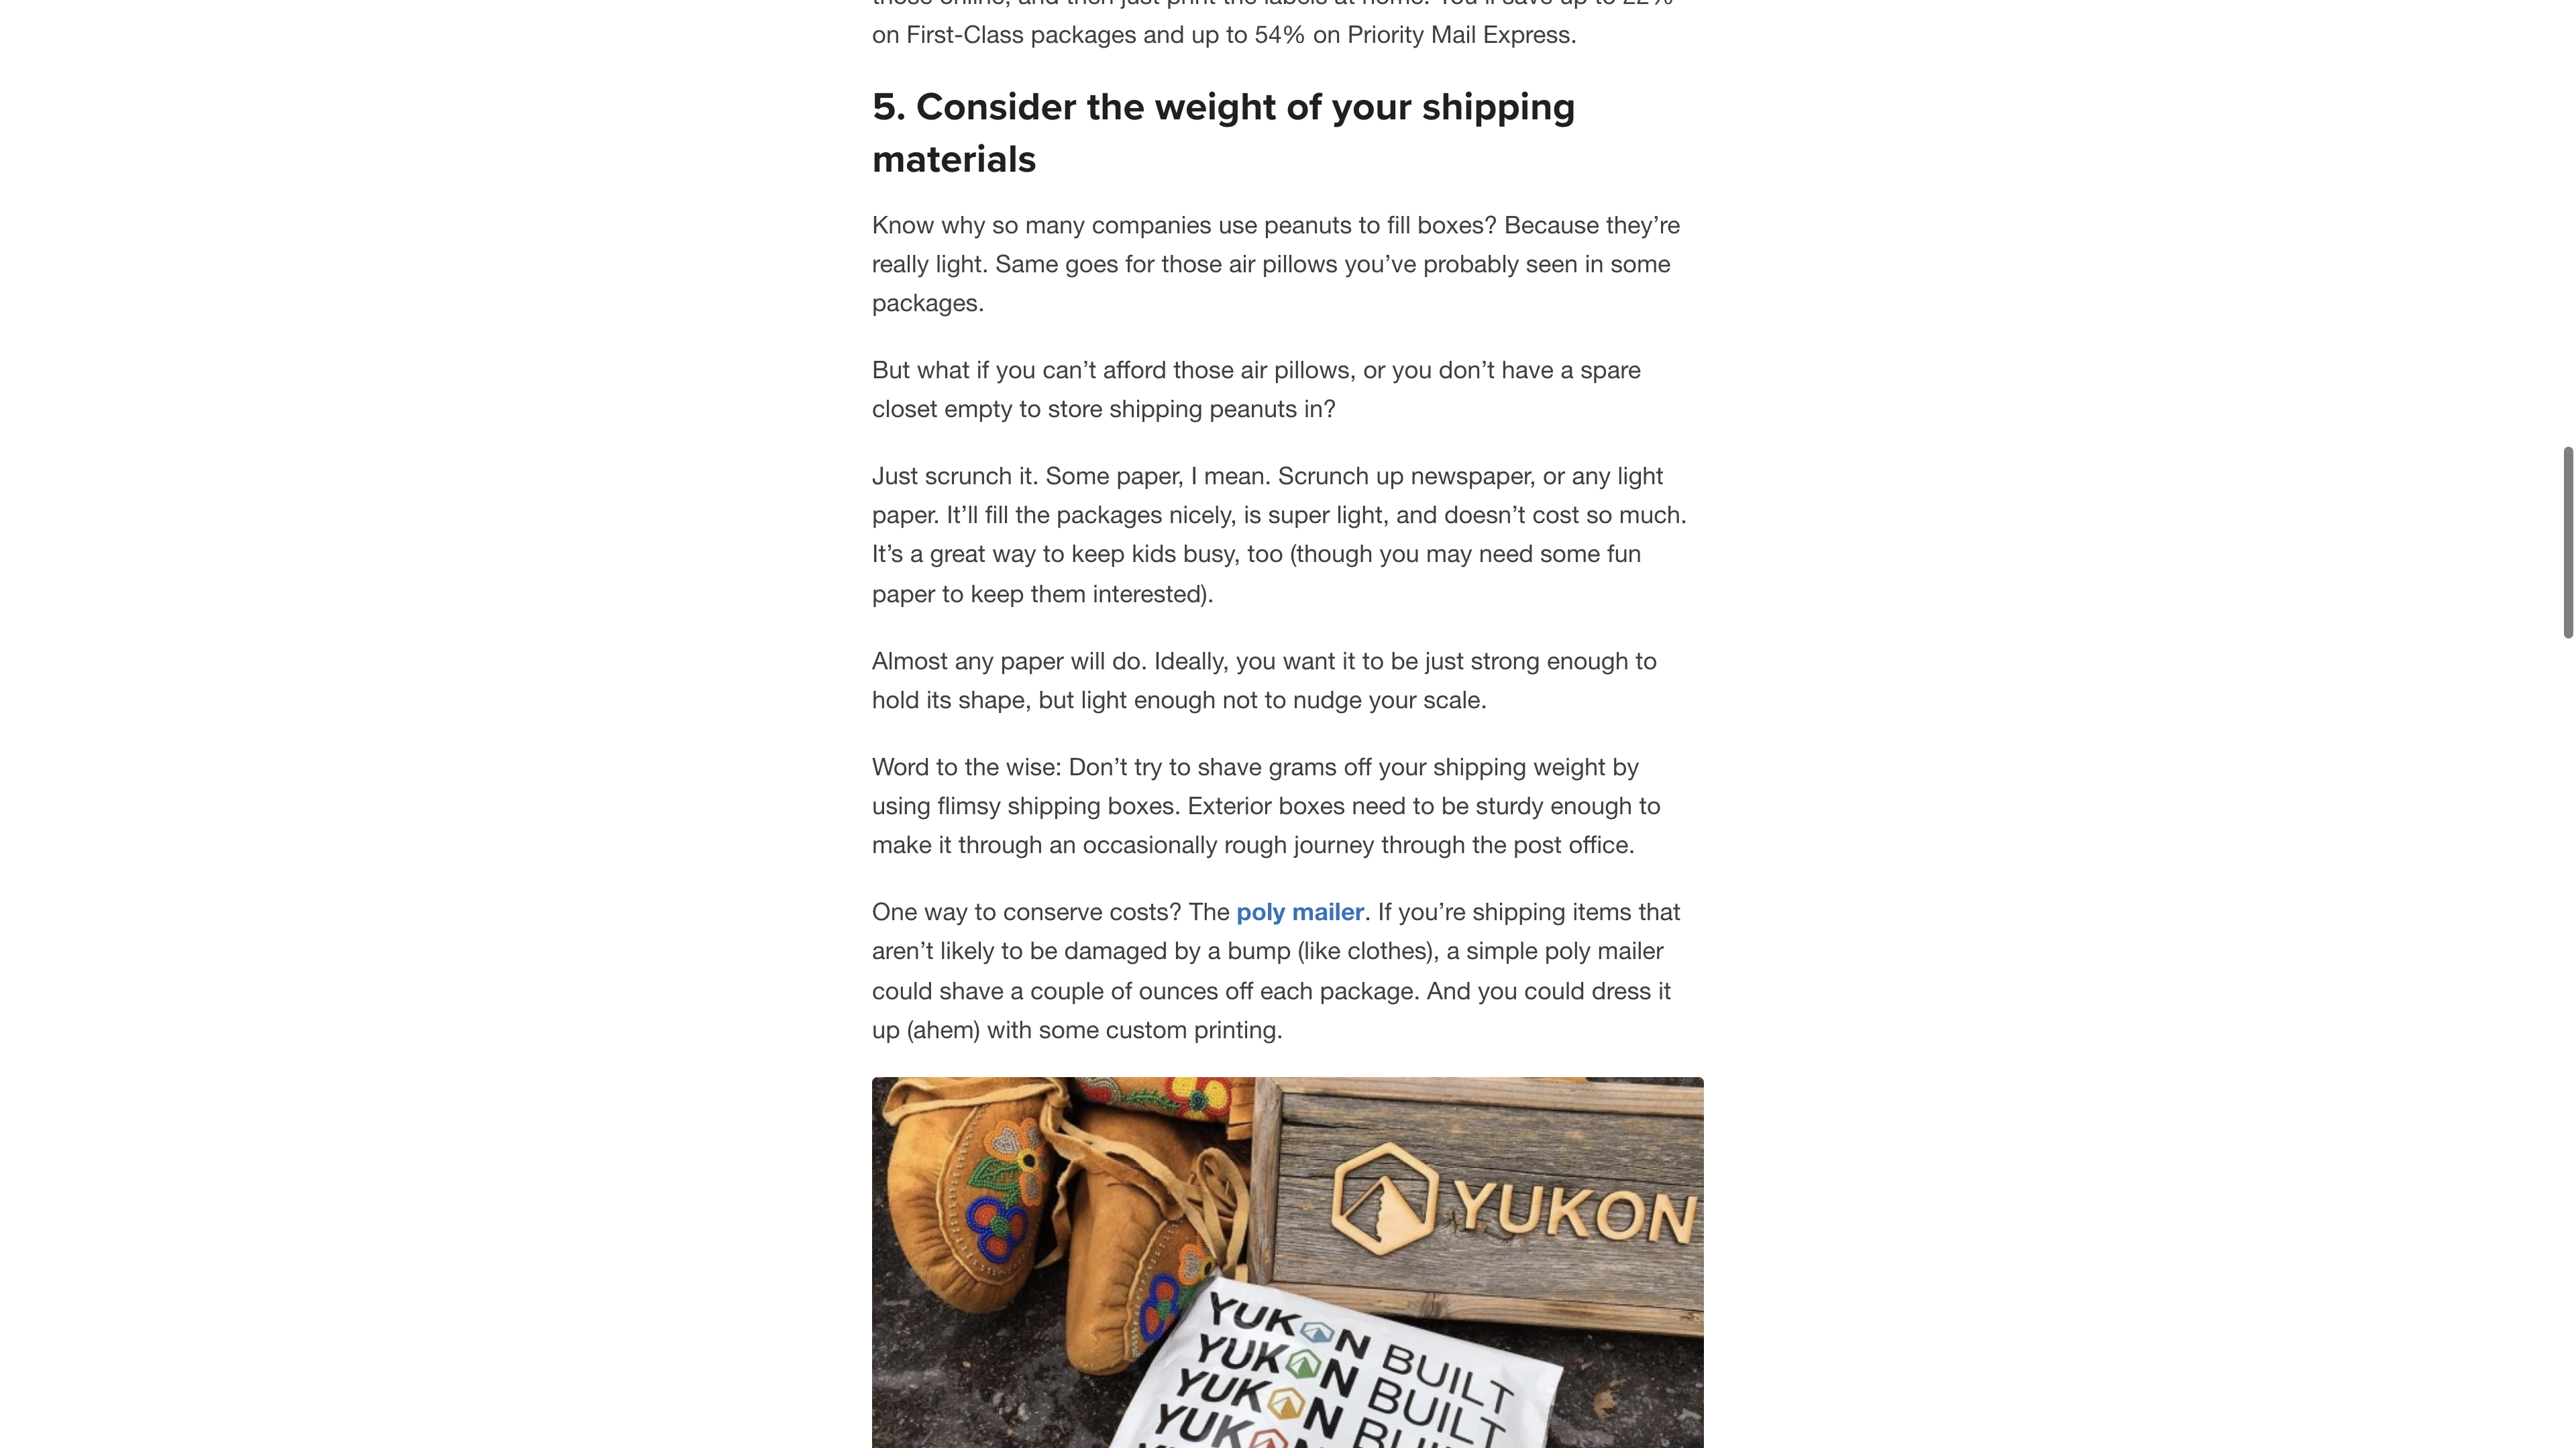 on First-Class packages and up to 54% on Priority Mail Express.
5. Consider the weight of your shipping
materials
Know why so many companies use peanuts to fill boxes? Because they’re
really light. Same goes for those air pillows you’ve probably seen in some
packages.
But what if you can’t afford those air pillows, or you don’t have a spare
closet empty to store shipping peanuts in?
Just scrunch it. Some paper, I mean. Scrunch up newspaper, or any light
paper. It’ll fill the packages nicely, is super light, and doesn’t cost so much.
It’s a great way to keep kids busy, too (though you may need some fun
paper to keep them interested).
Almost any paper will do. Ideally, you want it to be just strong enough to
hold its shape, but light enough not to nudge your scale.
Word to the wise: Don’t try to shave grams off your shipping weight by
using flimsy shipping boxes. Exterior boxes need to be sturdy enough to
make it through an occasionally rough journey through the post office.
One way to conserve costs? The poly mailer. If you’re shipping items that
aren’t likely to be damaged by a bump (like clothes), a simple poly mailer
could shave a couple of ounces off each package. And you could dress it
up (ahem) with some custom printing.
YUKON
YUKON BUILT
YUKON BUILT
YUKON